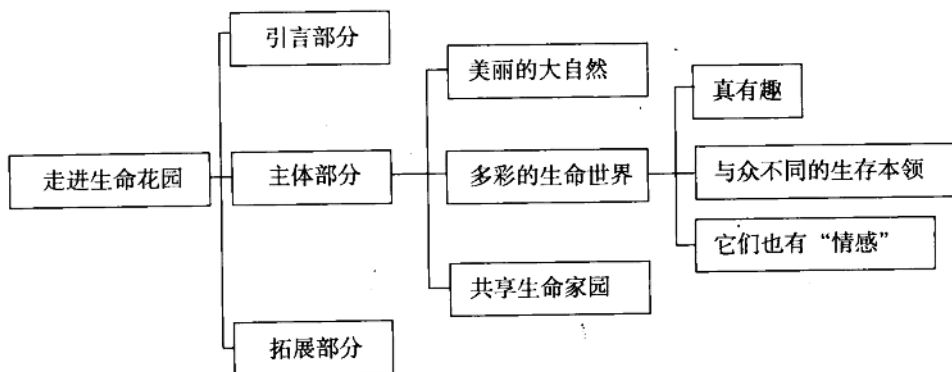 引言部分
美丽的大自然
真有趣
走进生命花园
主体部分
多彩的生命世界
与众不同的生存本领
它们也有“情感”
共享生命家园
拓展部分